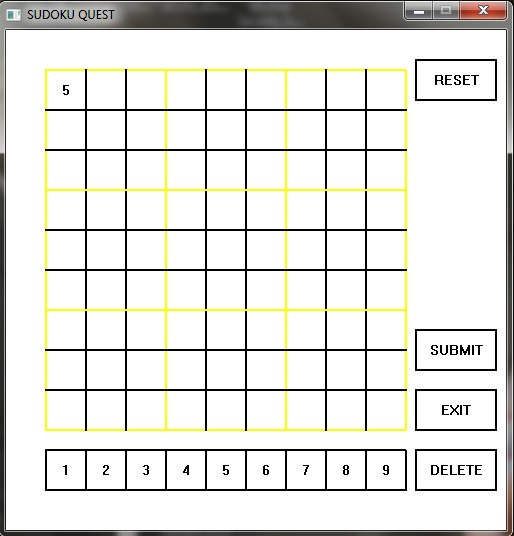 SUDOKU QUEST
RESET
5
SUBMIT
EXIT
1 2 3 4 5 6 7 8 9 DELETE